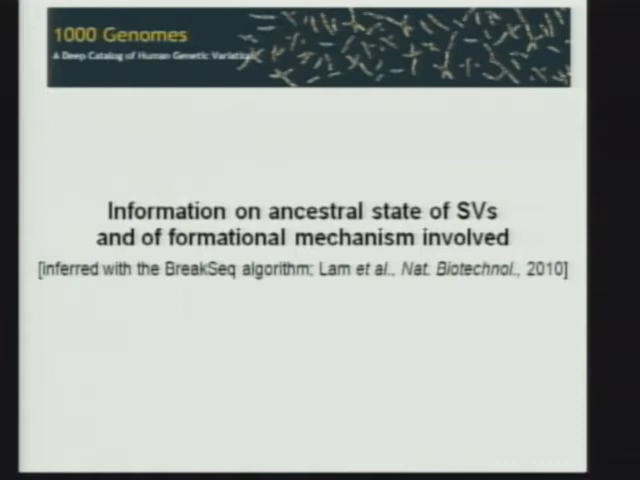 1000 Genomes
A Deep Catalog of Human Genetic Variation
Information on ancestral state of SVs
and of formational mechanism involved
[inferred with the BreakSeq algorithm; Lam et al., Nat. Biotechnol., 2010]